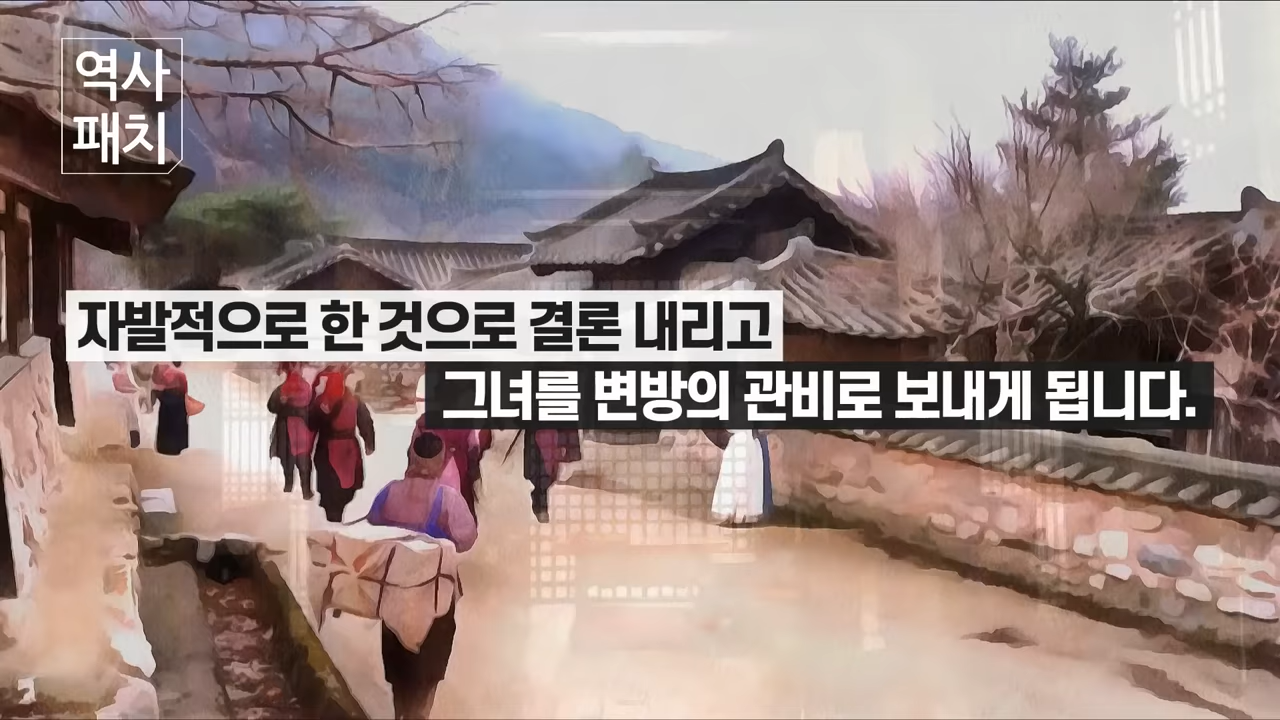 역사
패치
자발적으로 한 것으로 결론 내리고
그녀를 변방의 관비로 보내게 됩니다.